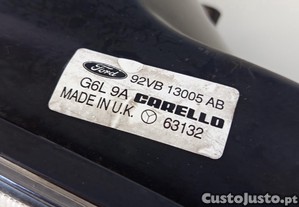 Ford 92VB 13005 AB
G6L 9A CARELLO
MADE IN U.K. 63132
CustoJusto.pt